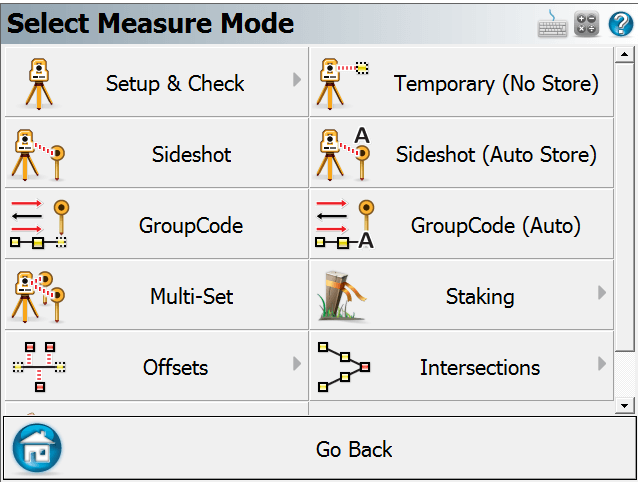 Select Measure Mode
Setup & Check
Temporary (No Store)
Sideshot
A
Sideshot (Auto Store)
GroupCode
A
GroupCode (Auto)
Multi-Set
Staking
Offsets
Intersections
Go Back